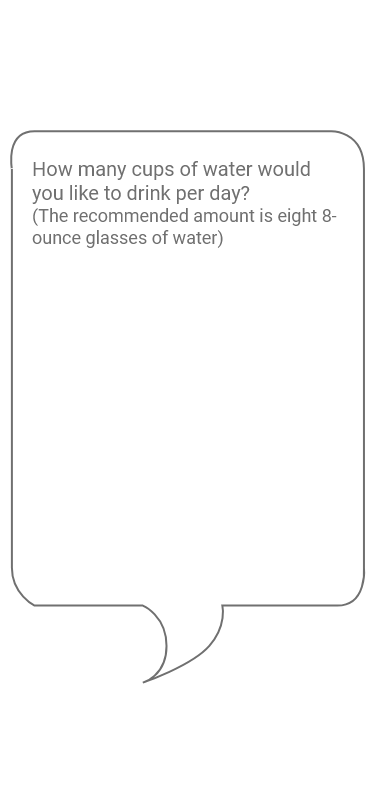 How many cups of water would
you like to drink per day?
(The recommended amount is eight 8-
ounce glasses of water)